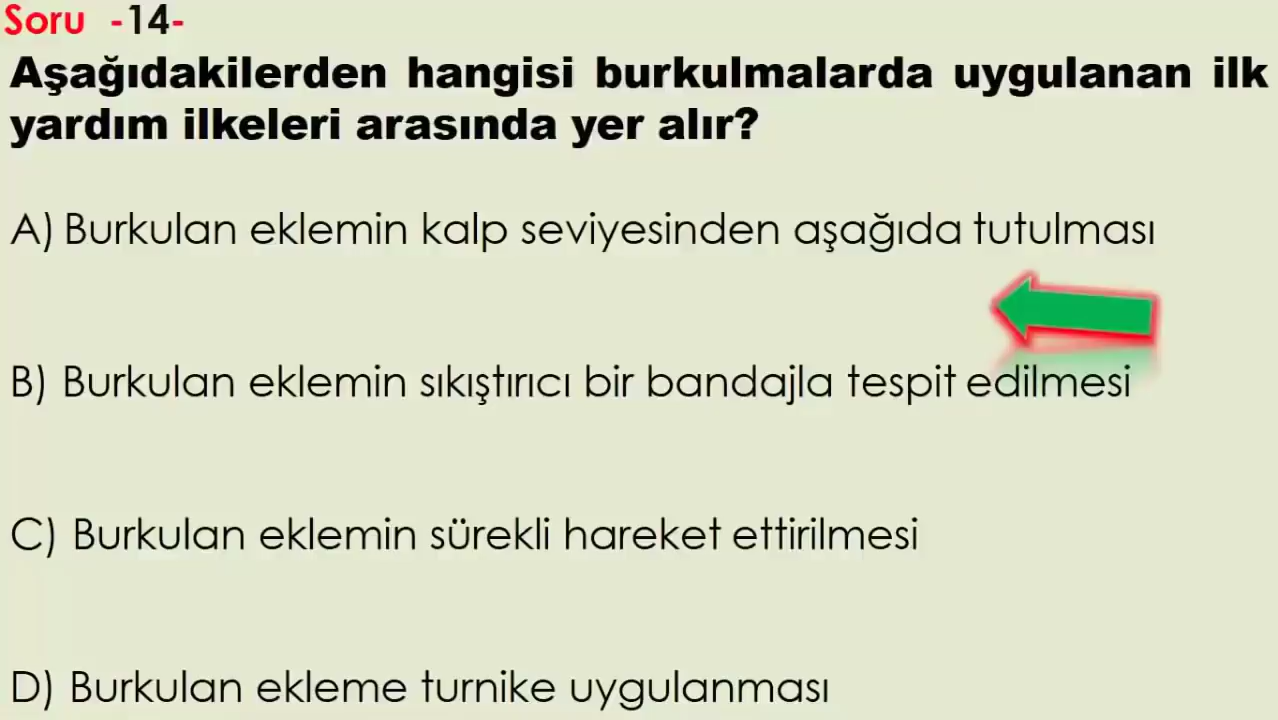 Soru -14-
Aşağıdakilerden hangisi burkulmalarda uygulanan ilk
yardım ilkeleri arasında yer alır?
A) Burkulan eklemin kalp seviyesinden aşağıda tutulması
B) Burkulan eklemin sıkıştırıcı bir bandajla tespit edilmesi
C) Burkulan eklemin sürekli hareket ettirilmesi
D) Burkulan ekleme turnike uygulanması